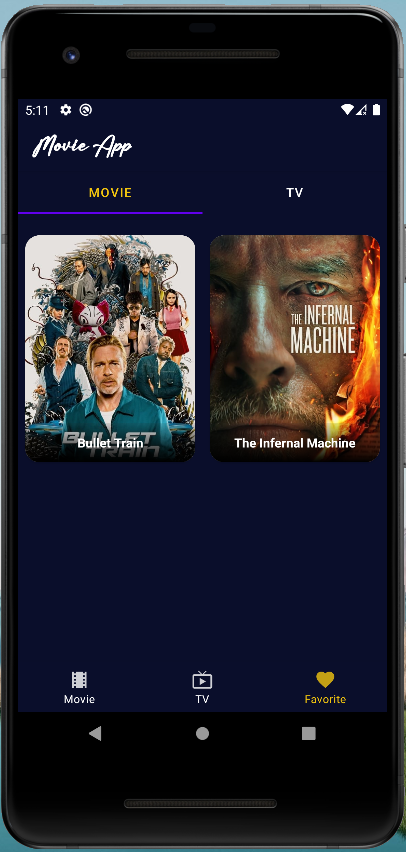 5:11
Movie App
MOVIE TV
BULLET
TRAIN
Bullet Train
THE INFERNAL
MACHINE
The Infernal Machine
Movie TV Favorite